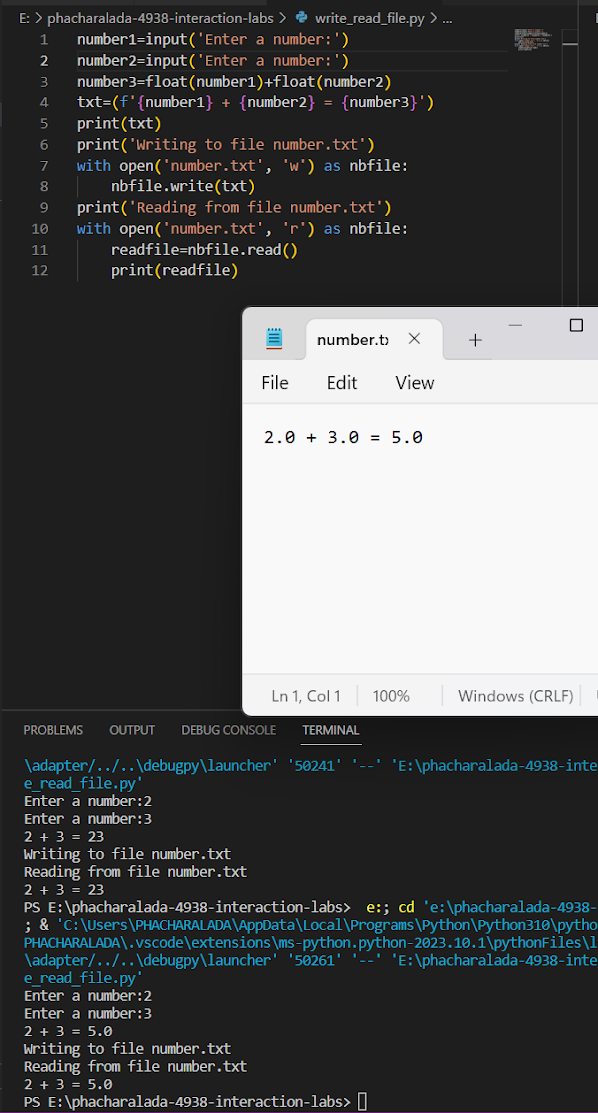 E: > phacharalada-4938-interaction-labs > write_read_file.py > ...
1 number1=input('Enter a number:')
2 number2=input('Enter a number:')
3 number3=float(number1)+float(number2)
4 txt=(f'{number1} + {number2} = {number3}')
5 print(txt)
6 print('Writing to file number.txt')
7 with open('number.txt', 'w') as nbfile:
8 nbfile.write(txt)
9 print('Reading from file number.txt')
10 with open('number.txt', 'r') as nbfile:
11 readfile=nbfile.read()
12 print(readfile)
number.tx
File Edit View
2.0 + 3.0 = 5.0
Ln 1, Col 1 100% Windows (CRLF)
PROBLEMS OUTPUT DEBUG CONSOLE TERMINAL
\adapter/../..\debugpy\launcher' '50241' '--' 'E:\phacharalada-4938-inte
e_read_file.py'
Enter a number:2
Enter a number:3
2 + 3 = 23
Writing to file number.txt
Reading from file number.txt
2 + 3 = 23
PS E:\phacharalada-4938-interaction-labs> e:; cd 'e:\phacharalada-4938-
; & 'C:\Users\PHACHARALADA\AppData\Local\Programs\Python\Python310\pytho
PHACHARALADA\.vscode\extensions\ms-python.python-2023.10.1\pythonFiles\l
\adapter/../..\debugpy\launcher' '50261' '--' 'E:\phacharalada-4938-inte
e_read_file.py'
Enter a number:2
Enter a number:3
2 + 3 = 5.0
Writing to file number.txt
Reading from file number.txt
2 + 3 = 5.0
PS E:\phacharalada-4938-interaction-labs>